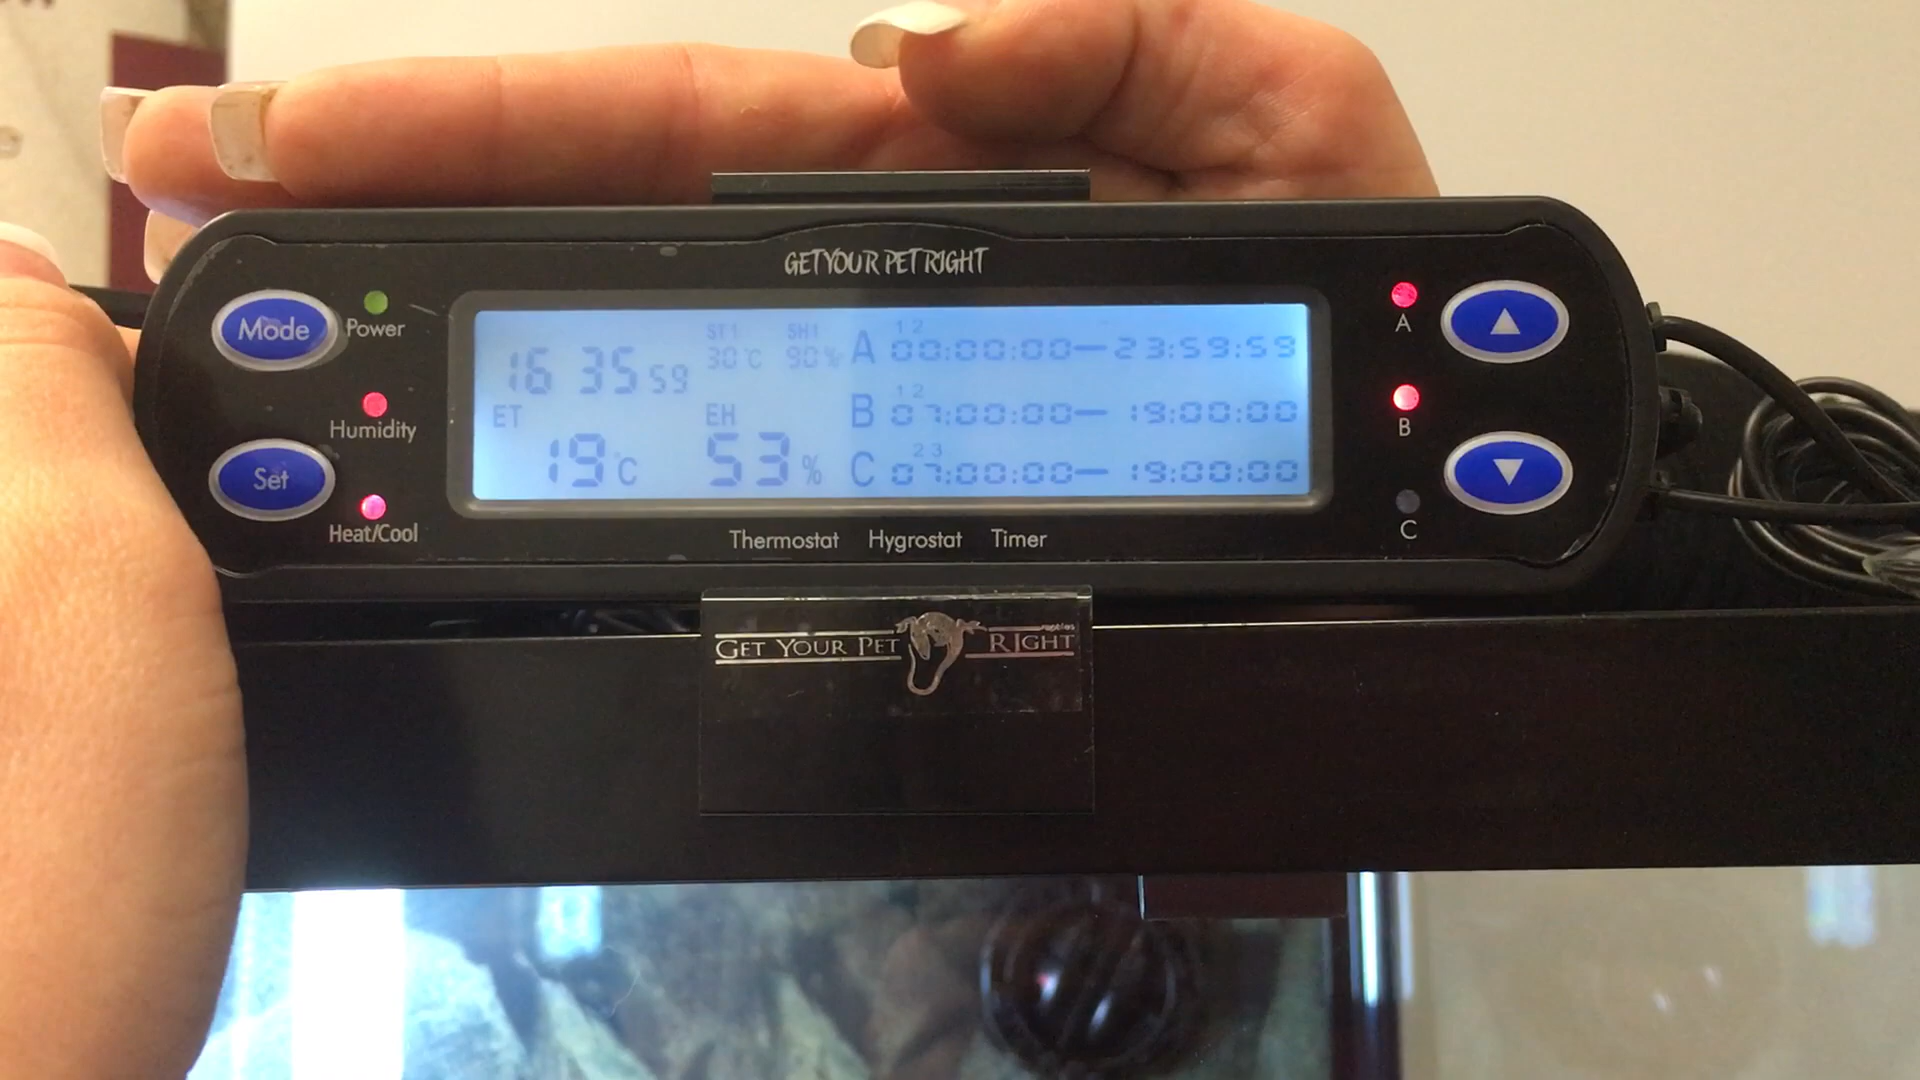 GET YOUR PET RIGHT
Mode
Power
Humidity
Set
Heat/Cool
16 35 59
ST1 SH1
30°C 90%
ET EH
19°C 53%
A 12 00:00:00—23:59:59
B 12 07:00:00— 19:00:00
C 23 07:00:00— 19:00:00
A
▲
B
▼
C
Thermostat Hygrostat Timer
GET YOUR PET RIGHT
reptiles